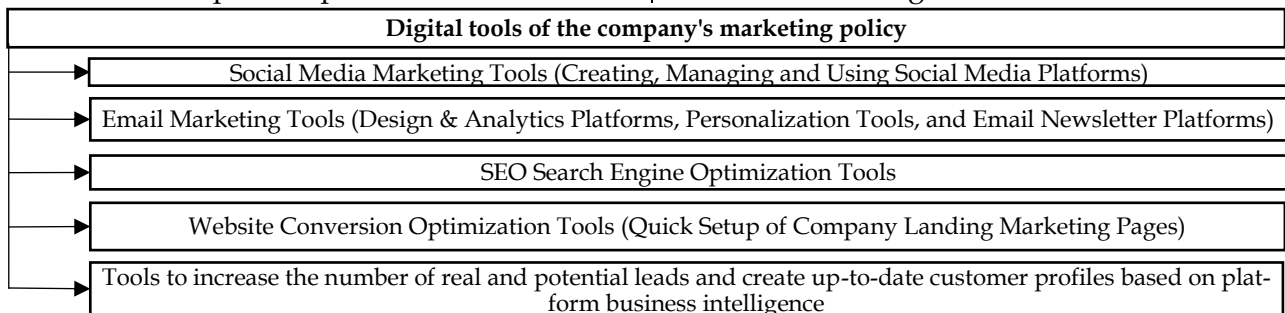 Digital tools of the company's marketing policy
Social Media Marketing Tools (Creating, Managing and Using Social Media Platforms)
Email Marketing Tools (Design & Analytics Platforms, Personalization Tools, and Email Newsletter Platforms)
SEO Search Engine Optimization Tools
Website Conversion Optimization Tools (Quick Setup of Company Landing Marketing Pages)
Tools to increase the number of real and potential leads and create up-to-date customer profiles based on plat-
form business intelligence